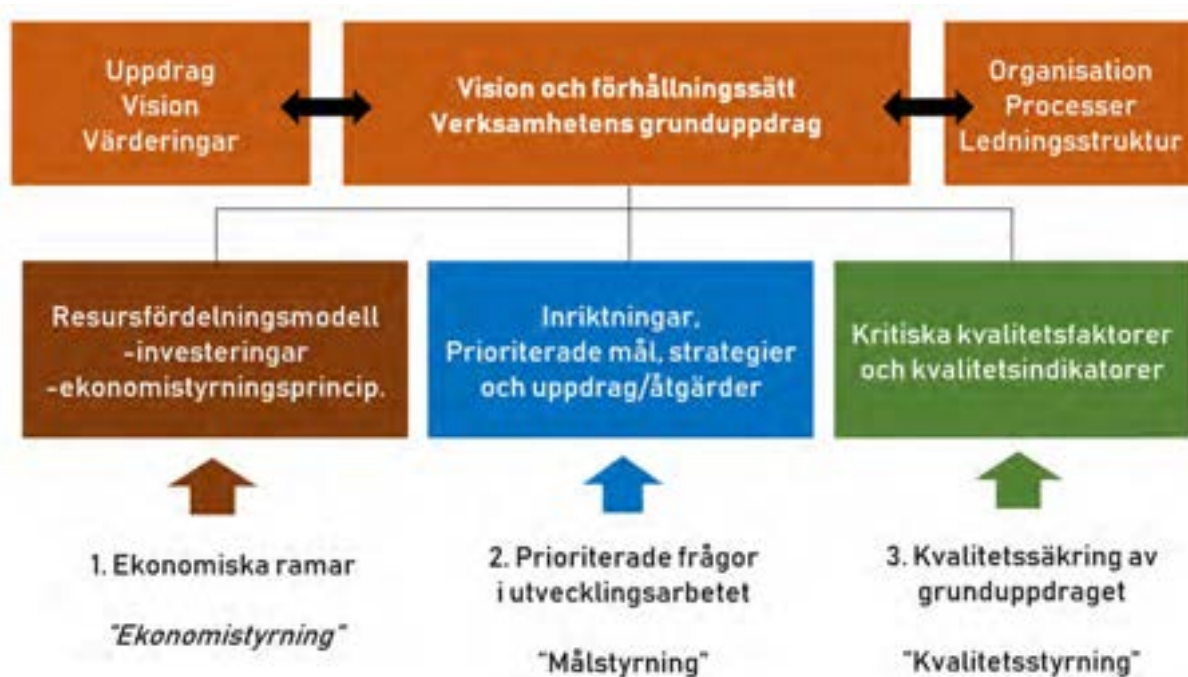 Uppdrag
Vision
Värderingar
Vision och förhållningssätt
Verksamhetens grunduppdrag
Organisation
Processer
Ledningsstruktur
Resursfördelningsmodell
-investeringar
-ekonomistyrningsprincip.
Inriktningar,
Prioriterade mål, strategier
och uppdrag/åtgärder
Kritiska kvalitetsfaktorer
och kvalitetsindikatorer
1. Ekonomiska ramar
"Ekonomistyrning"
2. Prioriterade frågor
i utvecklingsarbetet
"Målstyrning"
3. Kvalitetssäkring av
grunduppdraget
"Kvalitetsstyrning"